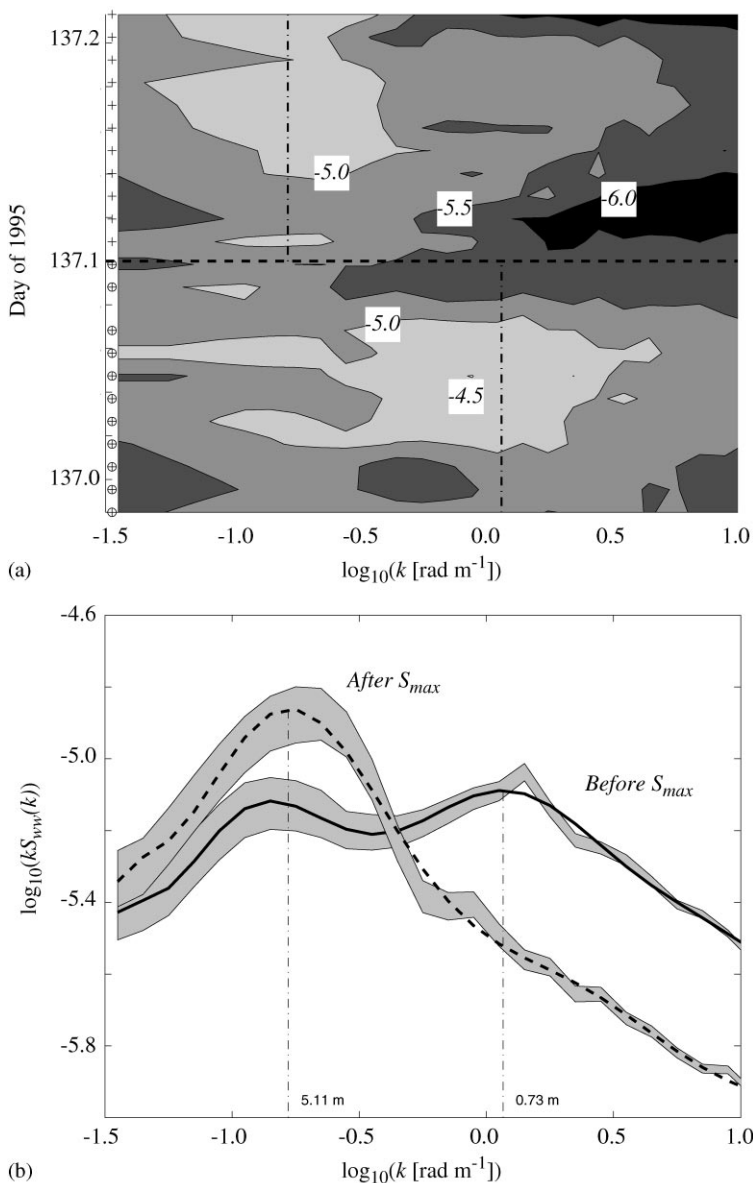 137.2
137.1
137.0
Day of 1995
-5.0
-5.5
-6.0
-5.0
-4.5
-1.5 -1.0 -0.5 0.0 0.5 1.0
(a) log₁₀(k [rad m⁻¹])
-4.6
-5.0
-5.4
-5.8
log₁₀(kSww(k))
After Smax
Before Smax
5.11 m 0.73 m
-1.5 -1.0 -0.5 0.0 0.5 1.0
(b) log₁₀(k [rad m⁻¹])